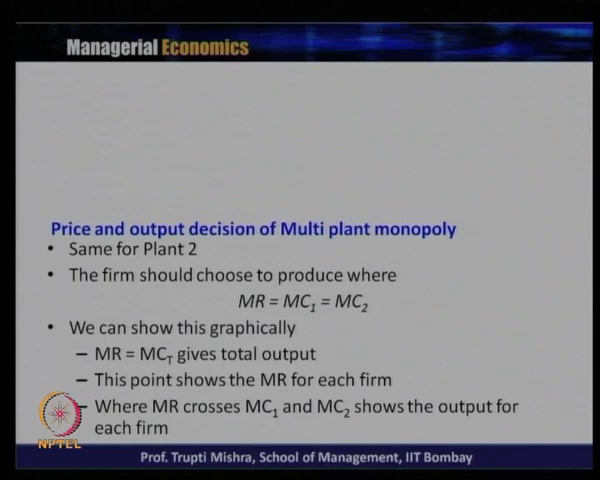 Managerial Economics
Price and output decision of Multi plant monopoly
• Same for Plant 2
• The firm should choose to produce where
MR = MC₁ = MC₂
• We can show this graphically
– MR = MC_T gives total output
– This point shows the MR for each firm
– Where MR crosses MC₁ and MC₂ shows the output for
each firm
NPTEL
Prof. Trupti Mishra, School of Management, IIT Bombay